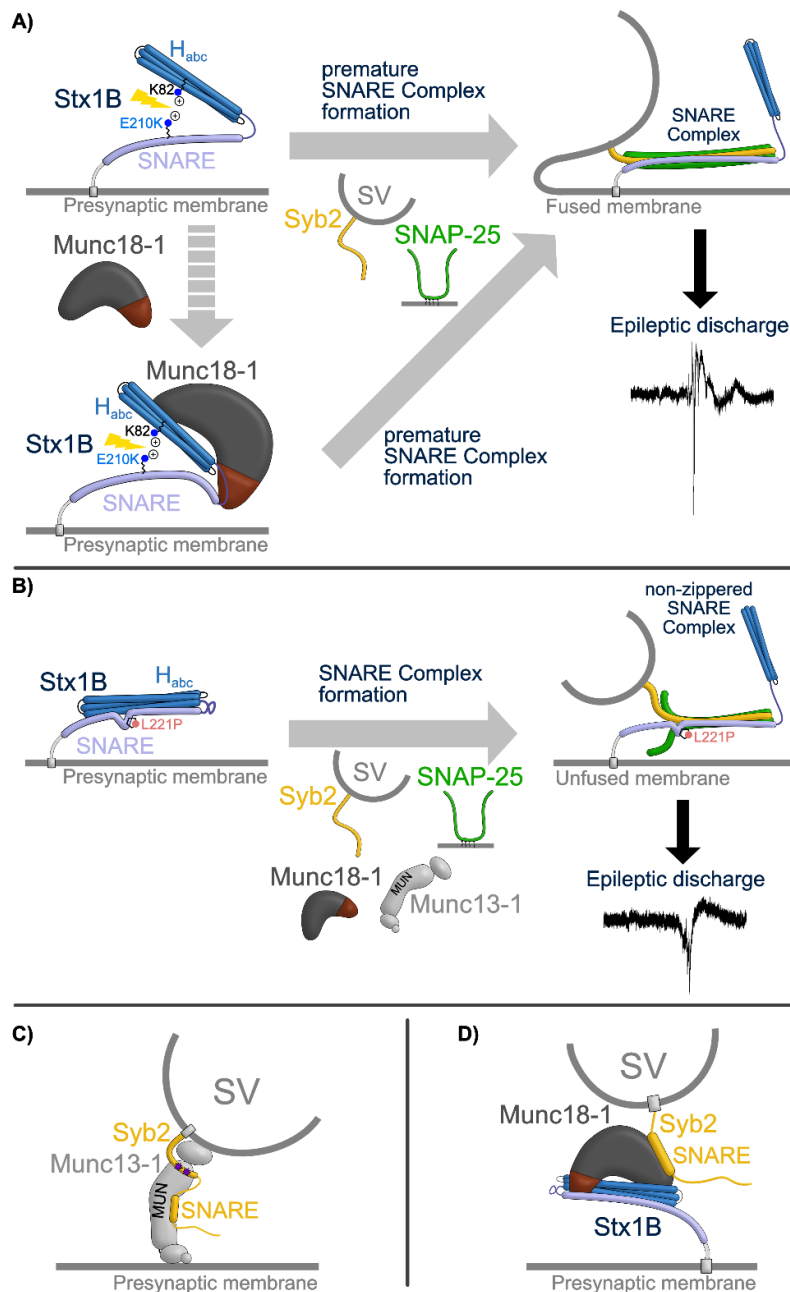 A)
H_abc
K82
+
Stx1B
+
E210K
SNARE
Presynaptic membrane
premature
SNARE Complex
formation
SV
Syb2
SNAP-25
SNARE
Complex
Fused membrane
Munc18-1
Epileptic discharge
Munc18-1
H_abc
K82
+
Stx1B
+
E210K
SNARE
Presynaptic membrane
premature
SNARE Complex
formation
B)
Stx1B
H_abc
L221P
SNARE
Presynaptic membrane
SNARE Complex
formation
SV
Syb2
SNAP-25
Munc18-1
MUN
Munc13-1
non-zippered
SNARE
Complex
L221P
Unfused membrane
Epileptic discharge
C)
SV
Syb2
Munc13-1
MUN
SNARE
Presynaptic membrane
D)
SV
Munc18-1
Syb2
SNARE
Stx1B
Presynaptic membrane